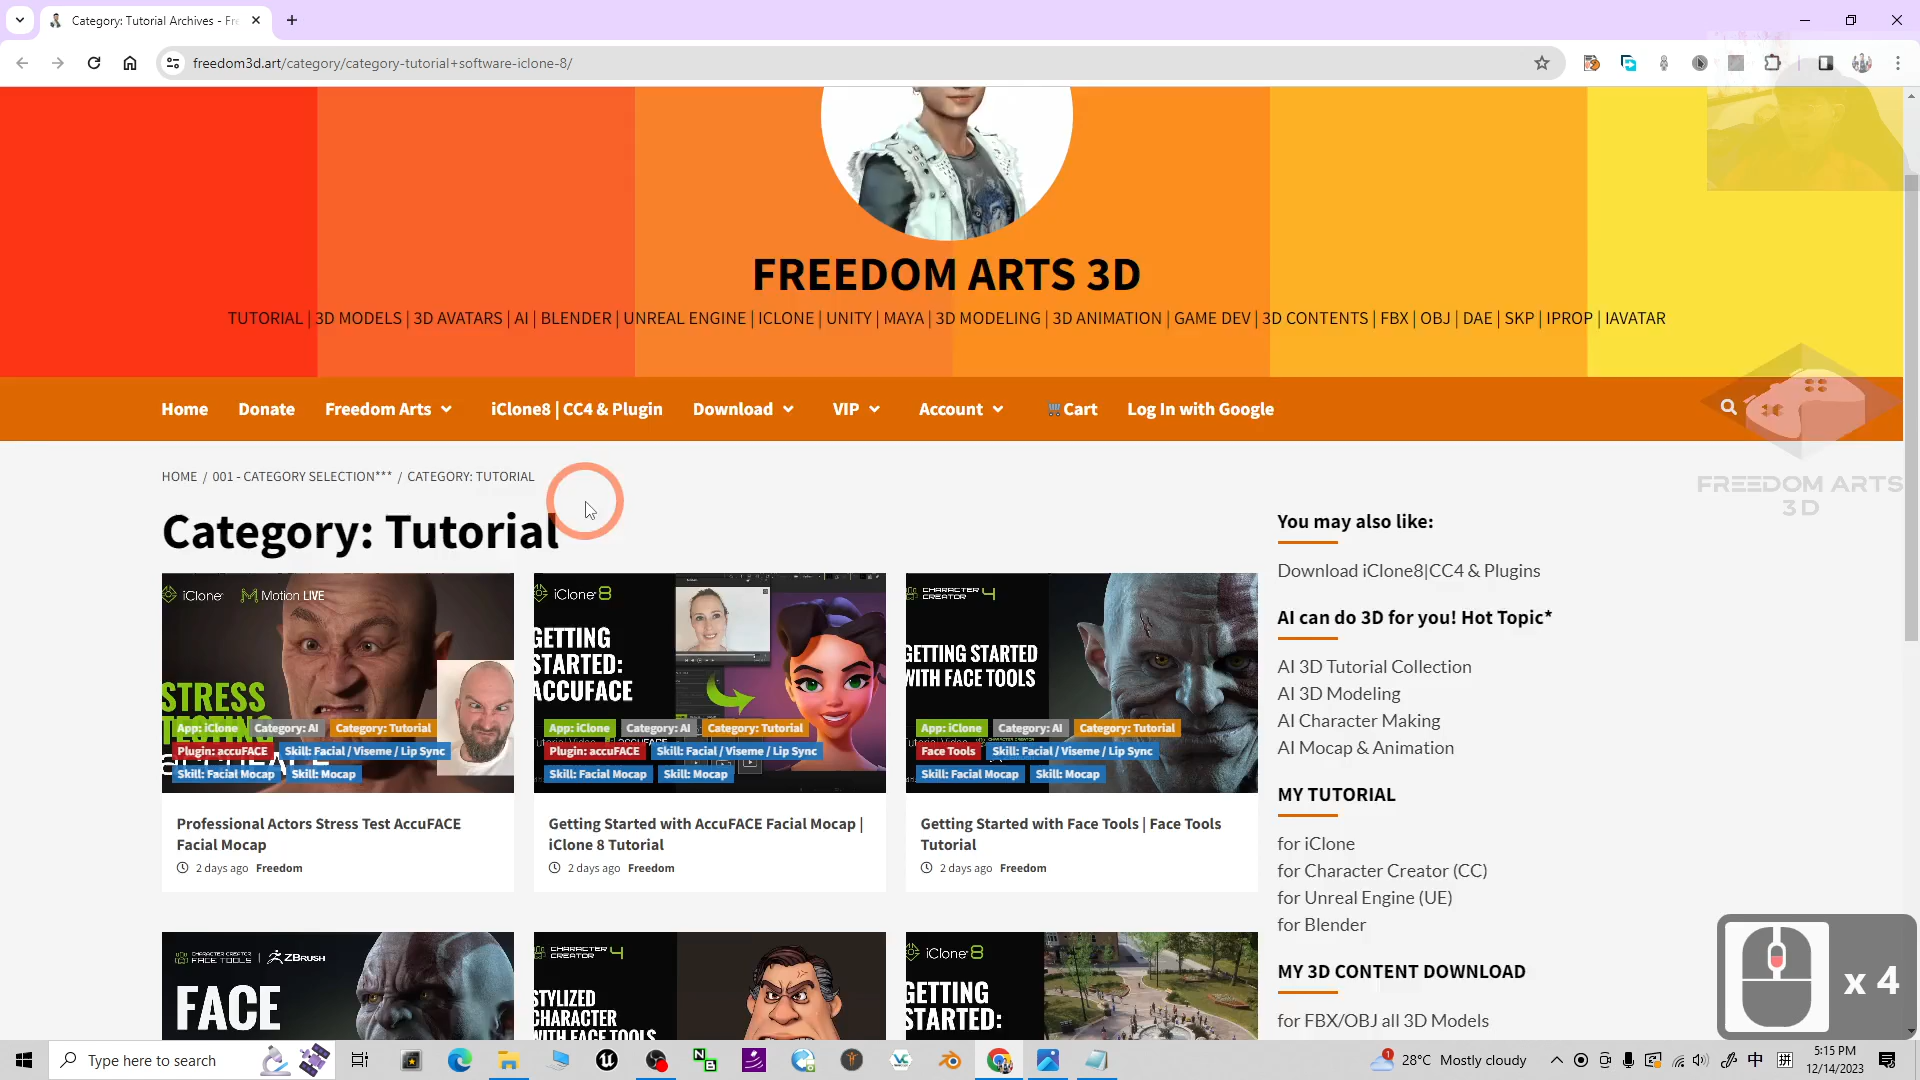 Category: Tutorial Archives - Fre
freedom3d.art/category/category-tutorial+software-iclone-8/
FREEDOM ARTS 3D
TUTORIAL | 3D MODELS | 3D AVATARS | AI | BLENDER | UNREAL ENGINE | ICLONE | UNITY | MAYA | 3D MODELING | 3D ANIMATION | GAME DEV | 3D CONTENTS | FBX | OBJ | DAE | SKP | IPROP | IAVATAR
Home Donate Freedom Arts iClone8 | CC4 & Plugin Download VIP Account Cart Log In with Google
FREEDOM ARTS
3D
HOME / 001 - CATEGORY SELECTION*** / CATEGORY: TUTORIAL
Category: Tutorial
iClone Motion LIVE
STRESS
TESTING
App: iClone Category: AI Category: Tutorial
Plugin: accuFACE Skill: Facial / Viseme / Lip Sync
Skill: Facial Mocap Skill: Mocap
Professional Actors Stress Test AccuFACE
Facial Mocap
2 days ago Freedom
iClone 8
GETTING
STARTED:
ACCUFACE
App: iClone Category: AI Category: Tutorial
Plugin: accuFACE Skill: Facial / Viseme / Lip Sync
Skill: Facial Mocap Skill: Mocap
Getting Started with AccuFACE Facial Mocap |
iClone 8 Tutorial
2 days ago Freedom
CHARACTER CREATOR 4
GETTING STARTED
WITH FACE TOOLS
App: iClone Category: AI Category: Tutorial
Face Tools Skill: Facial / Viseme / Lip Sync
Skill: Facial Mocap Skill: Mocap
Getting Started with Face Tools | Face Tools
Tutorial
2 days ago Freedom
CHARACTER CREATOR
FACE TOOLS | ZBRUSH
FACE
CHARACTER
CREATOR 4
STYLIZED
CHARACTER
WITH FACE TOOLS
iClone 8
GETTING
STARTED:
You may also like:
Download iClone8|CC4 & Plugins
AI can do 3D for you! Hot Topic*
AI 3D Tutorial Collection
AI 3D Modeling
AI Character Making
AI Mocap & Animation
MY TUTORIAL
for iClone
for Character Creator (CC)
for Unreal Engine (UE)
for Blender
MY 3D CONTENT DOWNLOAD
for FBX/OBJ all 3D Models
x 4
Type here to search
1
28°C Mostly cloudy
中
拼
5:15 PM
12/14/2023